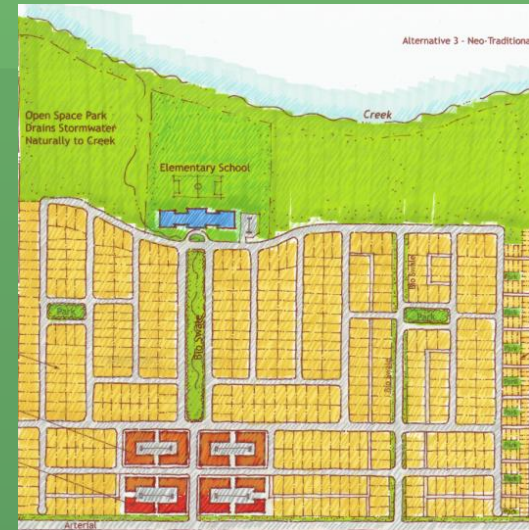 Alternative 3 - Neo-Traditiona
Creek
Open Space Park
Drains Stormwater
Naturally to Creek
Elementary School
Bio Swale
Park
Park
Bio Swale
Bio Swale
Arterial